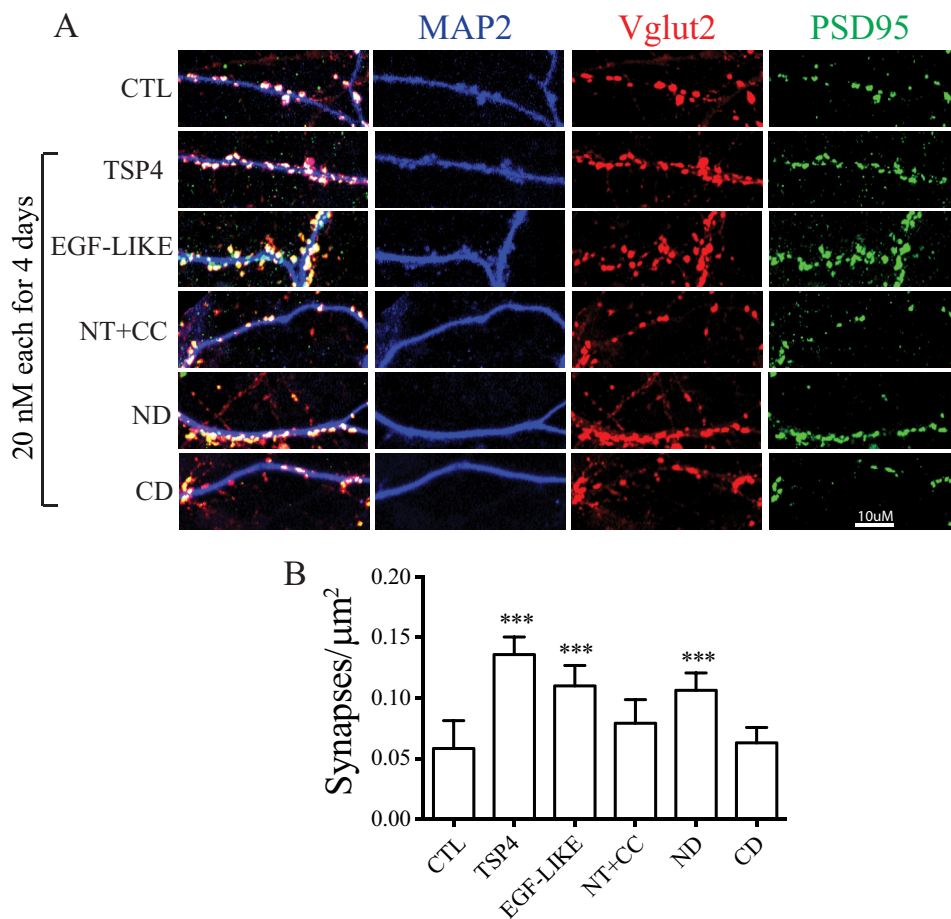 A
MAP2 Vglut2 PSD95
CTL
TSP4
EGF-LIKE
NT+CC
ND
CD
20 nM each for 4 days
10uM
B
Synapses/μm²
0.20
0.15
0.10
0.05
0.00
***
***
***
CTL
TSP4
EGF-LIKE
NT+CC
ND
CD